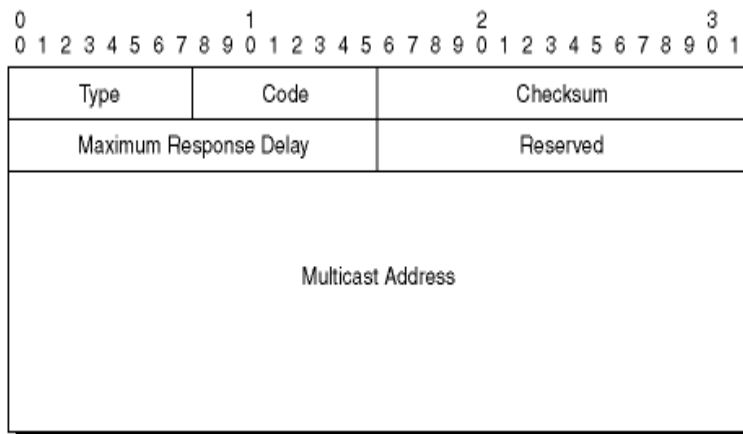 0 1 2 3
0 1 2 3 4 5 6 7 8 9 0 1 2 3 4 5 6 7 8 9 0 1 2 3 4 5 6 7 8 9 0 1
Type Code Checksum
Maximum Response Delay Reserved
Multicast Address